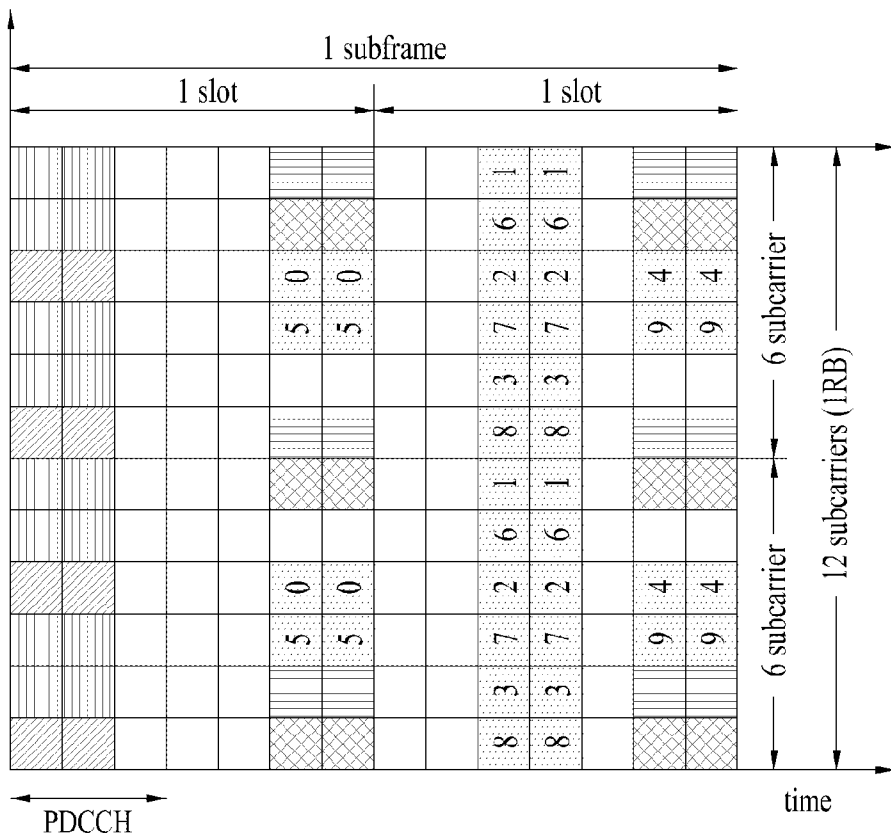 1 subframe
1 slot
1 slot
1 1
6 6
0 0 2 2 4 4
5 5 7 7 9 9
3 3
8 8
1 1
6 6
0 0 2 2 4 4
5 5 7 7 9 9
3 3
8 8
6 subcarrier
6 subcarrier
12 subcarriers (1RB)
time
PDCCH